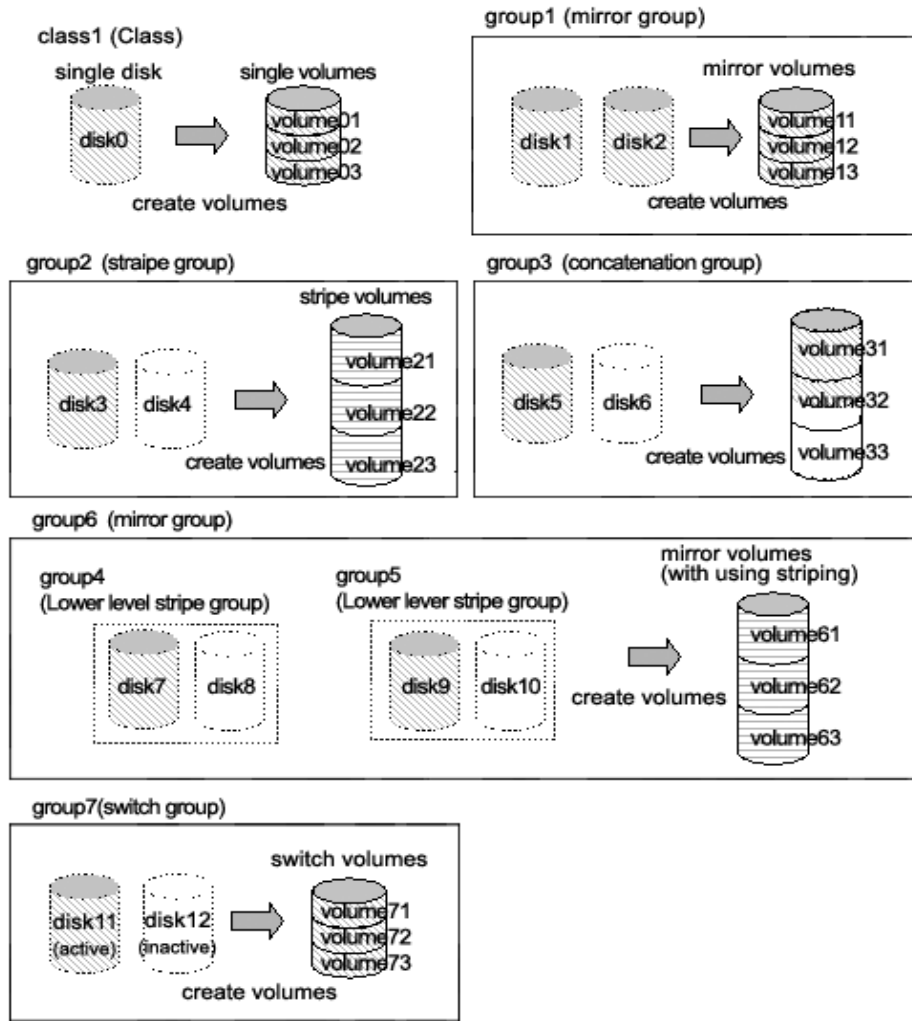 class1 (Class)
single disk
single volumes
disk0
volume01
volume02
volume03
create volumes
group1 (mirror group)
mirror volumes
disk1
disk2
volume11
volume12
volume13
create volumes
group2 (straipe group)
stripe volumes
disk3
disk4
volume21
volume22
volume23
create volumes
group3 (concatenation group)
disk5
disk6
volume31
volume32
volume33
create volumes
group6 (mirror group)
group4
(Lower level stripe group)
disk7
disk8
group5
(Lower lever stripe group)
disk9
disk10
mirror volumes
(with using striping)
create volumes
volume61
volume62
volume63
group7(switch group)
switch volumes
disk11
(active)
disk12
(inactive)
volume71
volume72
volume73
create volumes